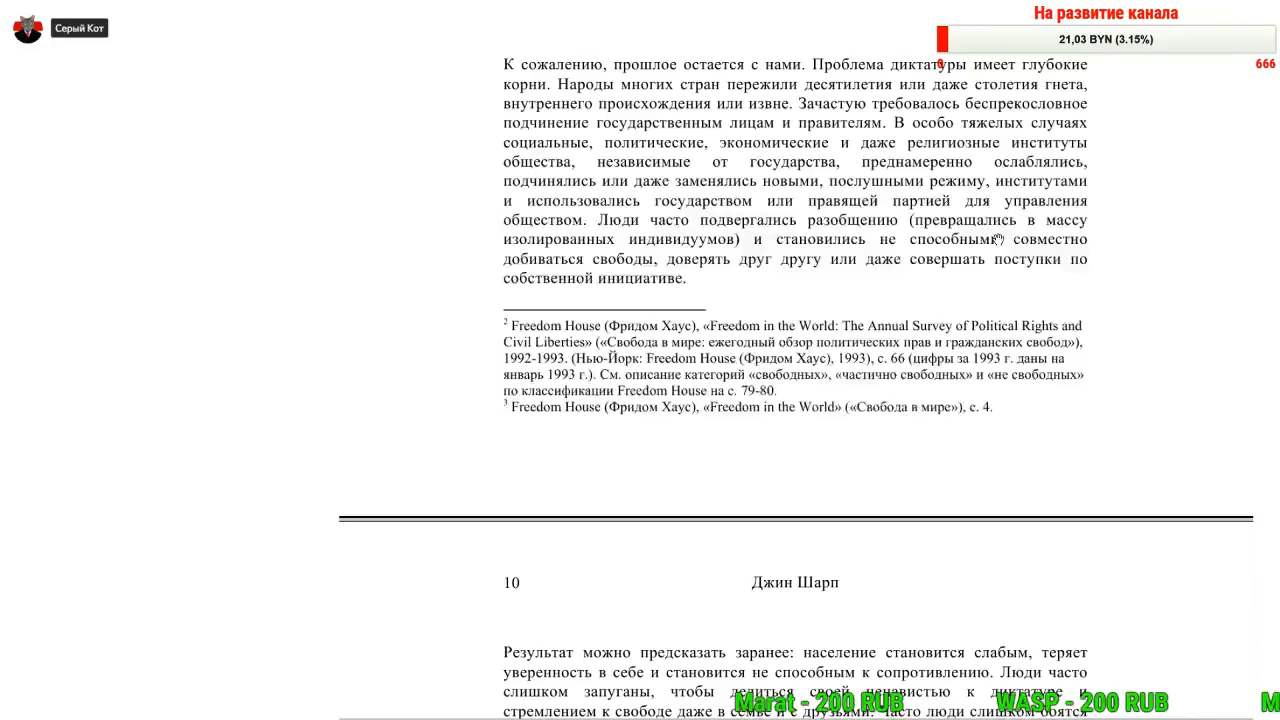 Серый Кот
На развитие канала
21,03 BYN (3.15%)
0
666
К сожалению, прошлое остается с нами. Проблема диктатуры имеет глубокие
корни. Народы многих стран пережили десятилетия или даже столетия гнета,
внутреннего происхождения или извне. Зачастую требовалось беспрекословное
подчинение государственным лицам и правителям. В особо тяжелых случаях
социальные, политические, экономические и даже религиозные институты
общества, независимые от государства, преднамеренно ослаблялись,
подчинялись или даже заменялись новыми, послушными режиму, институтами
и использовались государством или правящей партией для управления
обществом. Люди часто подвергались разобщению (превращались в массу
изолированных индивидуумов) и становились не способными совместно
добиваться свободы, доверять друг другу или даже совершать поступки по
собственной инициативе.
2 Freedom House (Фридом Хаус), «Freedom in the World: The Annual Survey of Political Rights and
Civil Liberties» («Свобода в мире: ежегодный обзор политических прав и гражданских свобод»),
1992-1993. (Нью-Йорк: Freedom House (Фридом Хаус), 1993), с. 66 (цифры за 1993 г. даны на
январь 1993 г.). См. описание категорий «свободных», «частично свободных» и «не свободных»
по классификации Freedom House на с. 79-80.
3 Freedom House (Фридом Хаус), «Freedom in the World» («Свобода в мире»), с. 4.
10 Джин Шарп
Результат можно предсказать заранее: население становится слабым, теряет
уверенность в себе и становится не способным к сопротивлению. Люди часто
слишком запуганы, чтобы делиться своей ненавистью к диктатуре и
стремлением к свободе даже в семье и с друзьями. Часто люди слишком боятся
Marat - 200 RUB WASP - 200 RUB M